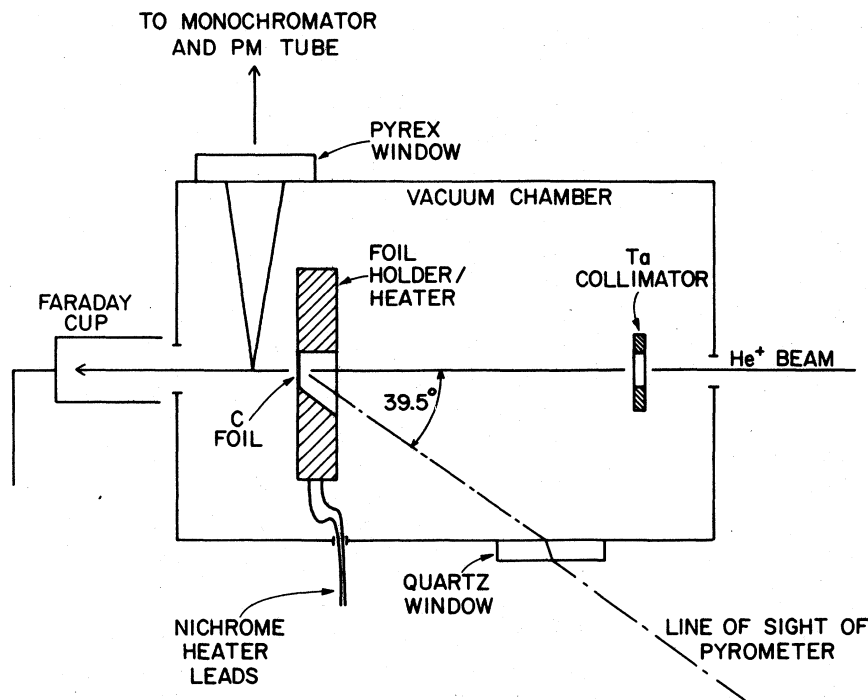 TO MONOCHROMATOR
AND PM TUBE
PYREX
WINDOW
VACUUM CHAMBER
FOIL
HOLDER/
HEATER
Ta
COLLIMATOR
FARADAY
CUP
He+ BEAM
39.5°
C
FOIL
QUARTZ
WINDOW
NICHROME
HEATER
LEADS
LINE OF SIGHT OF
PYROMETER